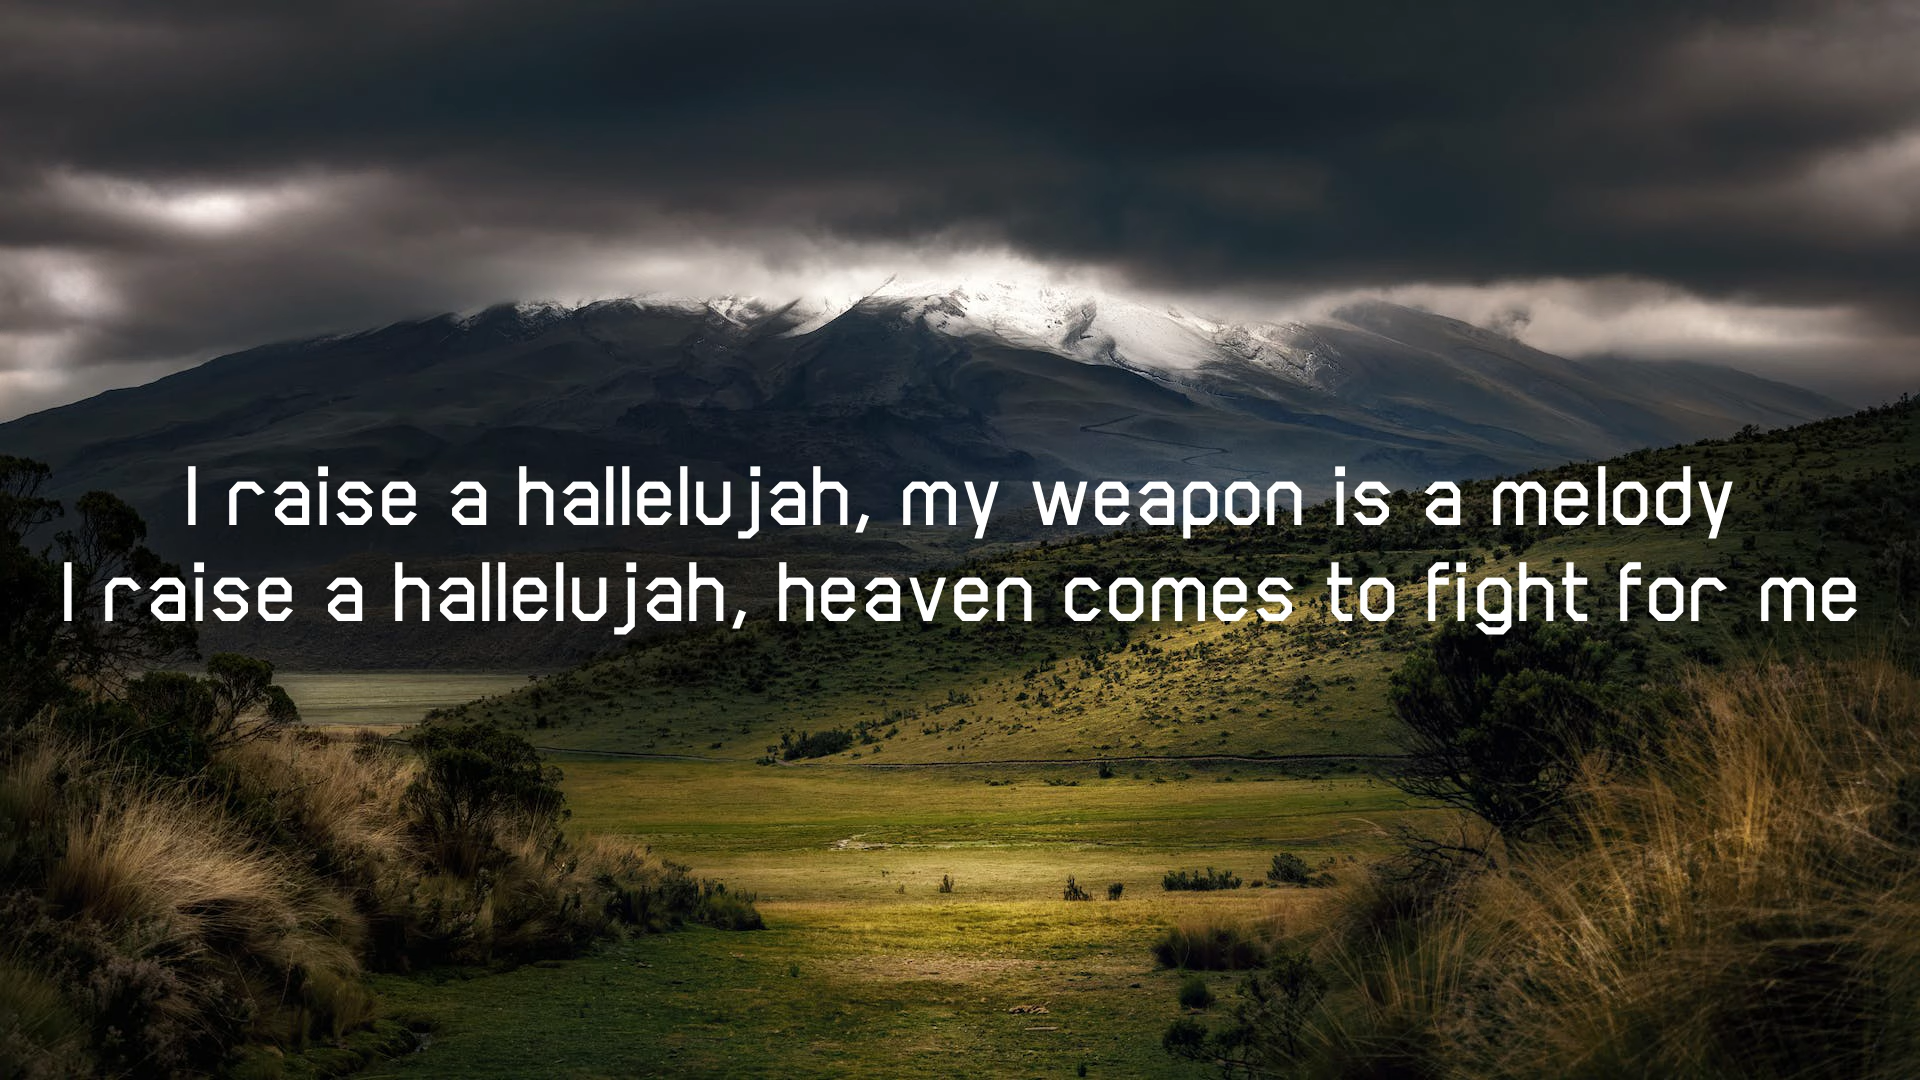 I raise a hallelujah, my weapon is a melody
I raise a hallelujah, heaven comes to fight for me